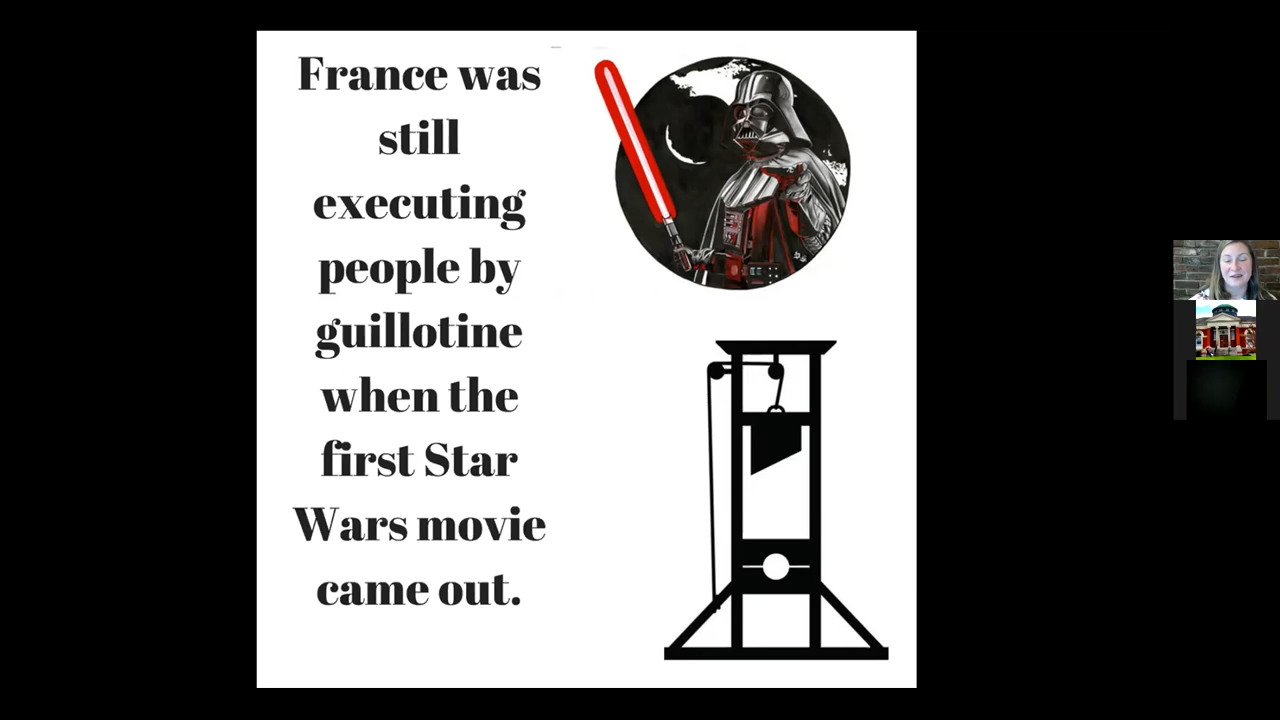 France was
still
executing
people by
guillotine
when the
first Star
Wars movie
came out.